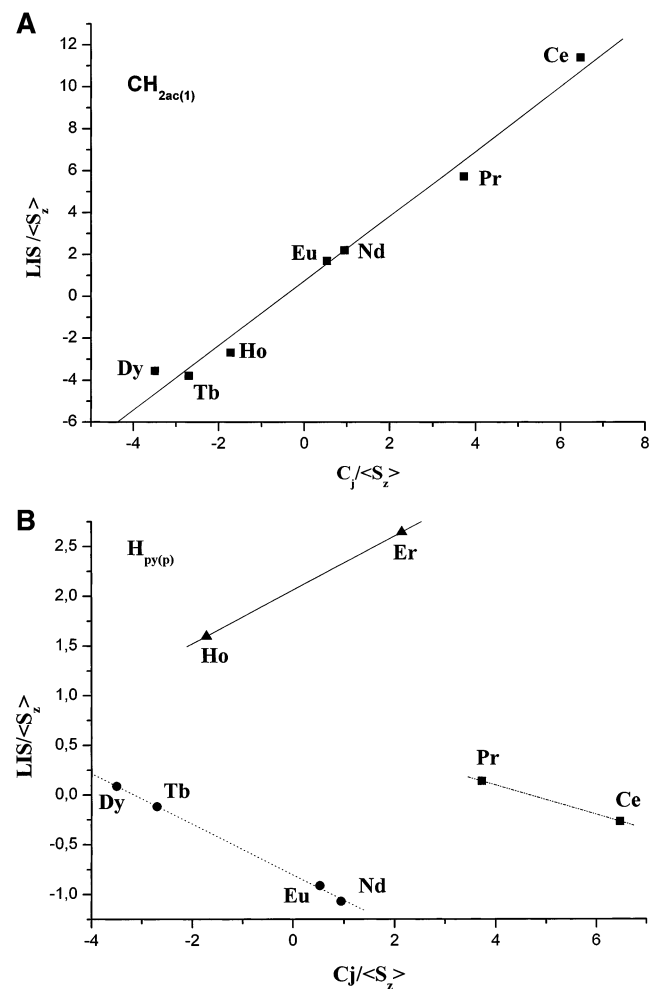 A
12
10
8
6
4
2
0
-2
-4
-6
CH2ac(1)
Ce
Pr
Eu
Nd
Ho
Dy
Tb
LIS /<Sz>
-4 -2 0 2 4 6 8
Cj/<Sz>
B
2,5
2,0
1,5
1,0
0,5
0,0
-0,5
-1,0
Hpy(p)
Er
Ho
Pr
Tb
Dy
Ce
Eu
Nd
LIS/<Sz>
-4 -2 0 2 4 6
Cj/<Sz>